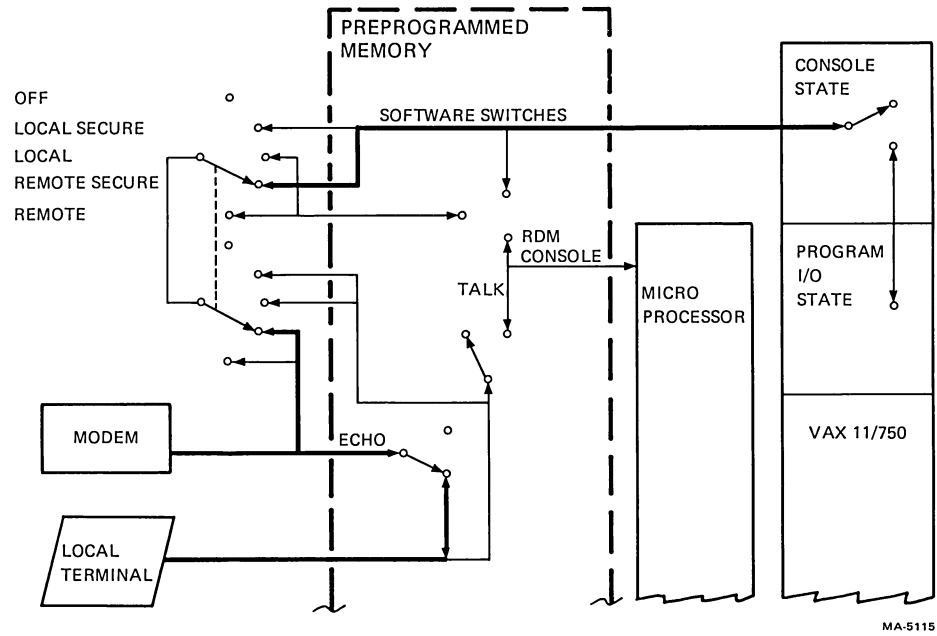 PREPROGRAMMED
MEMORY
CONSOLE
STATE
OFF
LOCAL SECURE
SOFTWARE SWITCHES
LOCAL
REMOTE SECURE
REMOTE
RDM
CONSOLE
TALK
MICRO
PROCESSOR
PROGRAM
I/O
STATE
MODEM
ECHO
VAX 11/750
LOCAL
TERMINAL
MA-5115